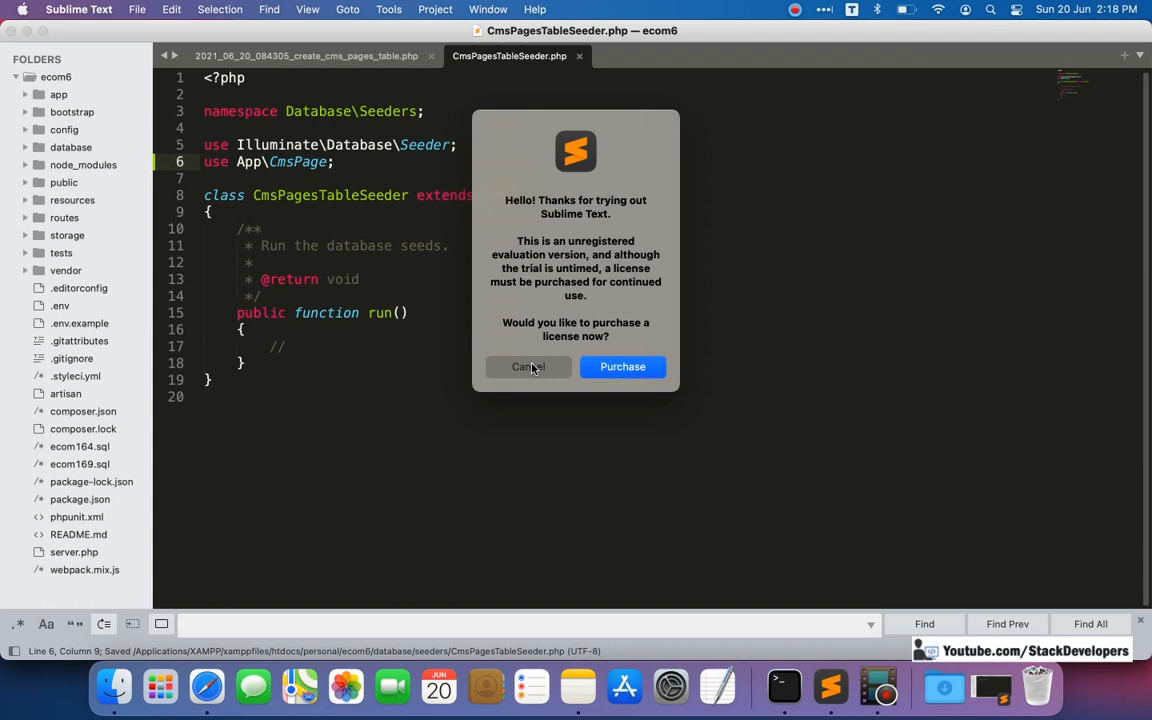 Sublime Text File Edit Selection Find View Goto Tools Project Window Help Sun 20 Jun 2:18 PM
CmsPagesTableSeeder.php — ecom6
FOLDERS
ecom6
app
bootstrap
config
database
node_modules
public
resources
routes
storage
tests
vendor
.editorconfig
.env
.env.example
.gitattributes
.gitignore
.styleci.yml
artisan
composer.json
composer.lock
ecom164.sql
ecom169.sql
package-lock.json
package.json
phpunit.xml
README.md
server.php
webpack.mix.js
2021_06_20_084305_create_cms_pages_table.php CmsPagesTableSeeder.php
1 <?php
2
3 namespace Database\Seeders;
4
5 use Illuminate\Database\Seeder;
6 use App\CmsPage;
7
8 class CmsPagesTableSeeder extends
9 {
10 /**
11 * Run the database seeds.
12 *
13 * @return void
14 */
15 public function run()
16 {
17 //
18 }
19 }
20
Hello! Thanks for trying out
Sublime Text.
This is an unregistered
evaluation version, and although
the trial is untimed, a license
must be purchased for continued
use.
Would you like to purchase a
license now?
Cancel Purchase
.* Aa “” Find Find Prev Find All
Line 6, Column 9; Saved /Applications/XAMPP/xamppfiles/htdocs/personal/ecom6/database/seeders/CmsPagesTableSeeder.php (UTF-8)
Youtube.com/StackDevelopers
JUN
20